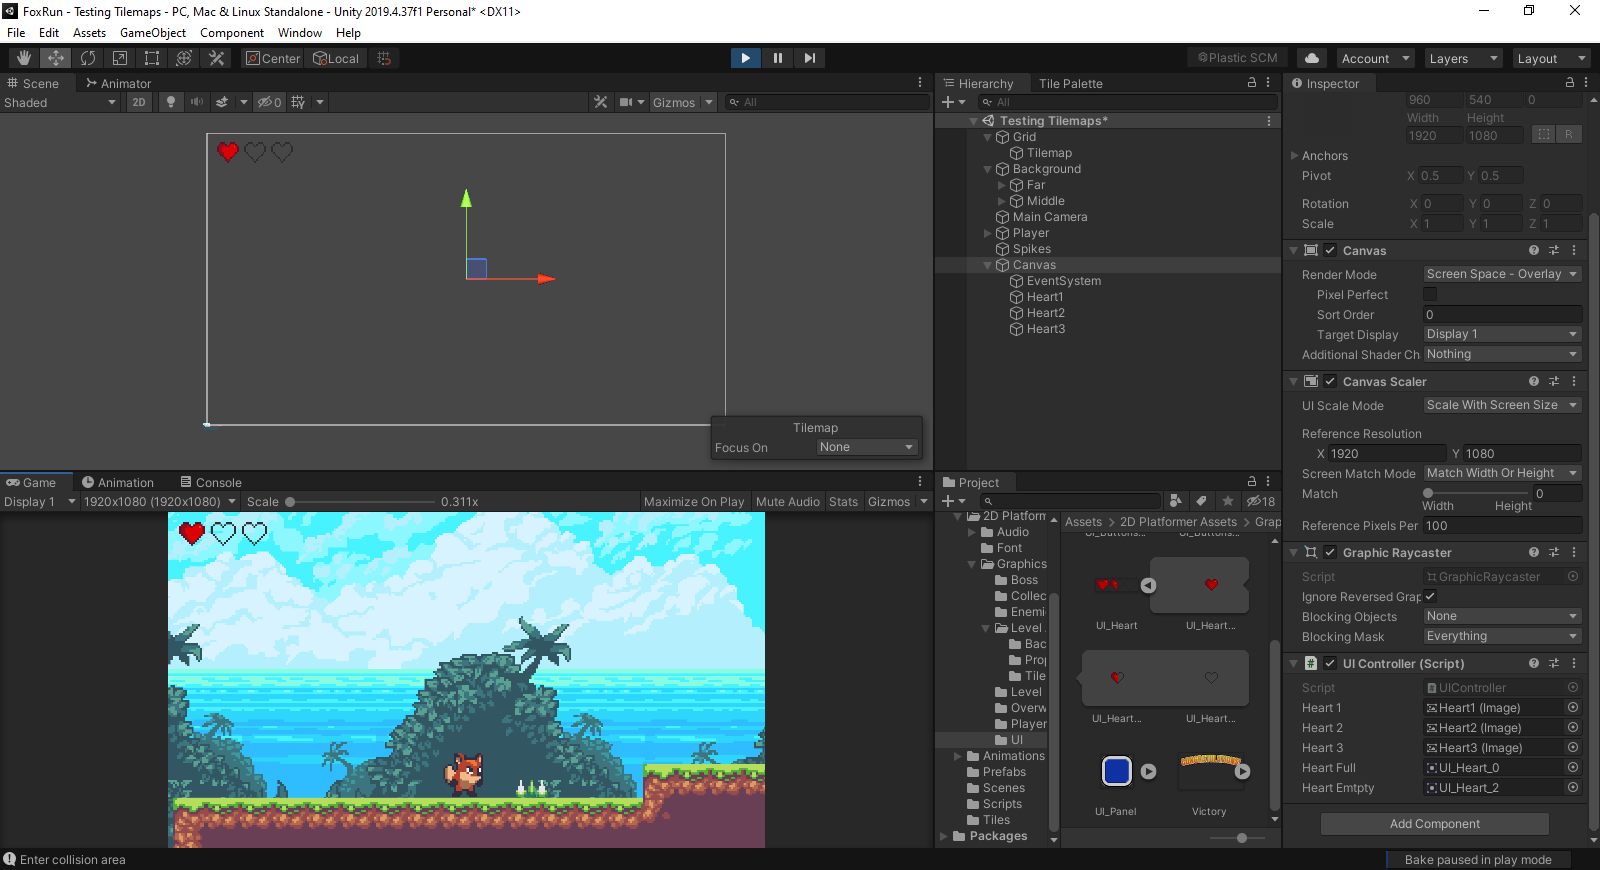 FoxRun - Testing Tilemaps - PC, Mac & Linux Standalone - Unity 2019.4.37f1 Personal* <DX11>
File Edit Assets GameObject Component Window Help
Center Local Plastic SCM Account Layers Layout
Scene Animator
Shaded 2D 0 Gizmos All
Tilemap
Focus On None
Game Animation Console
Display 1 1920x1080 (1920x1080) Scale 0.311x Maximize On Play Mute Audio Stats Gizmos
Hierarchy Tile Palette
All
Testing Tilemaps*
Grid
Tilemap
Background
Far
Middle
Main Camera
Player
Spikes
Canvas
EventSystem
Heart1
Heart2
Heart3
Project
18
2D Platforn
Audio
Font
Graphics
Boss
Collec
Enemi
Level
Bac
Pro
Tile
Level
Overw
Player
UI
Animations
Prefabs
Scenes
Scripts
Tiles
Packages
Assets > 2D Platformer Assets > Grap
UI_Buttons... UI_Buttons...
UI_Heart UI_Heart...
UI_Heart... UI_Heart...
UI_Panel Victory
Inspector
960 540 0
Width Height
1920 1080 R
Anchors
Pivot X 0.5 Y 0.5
Rotation X 0 Y 0 Z 0
Scale X 1 Y 1 Z 1
Canvas
Render Mode Screen Space - Overlay
Pixel Perfect
Sort Order 0
Target Display Display 1
Additional Shader Ch Nothing
Canvas Scaler
UI Scale Mode Scale With Screen Size
Reference Resolution
X 1920 Y 1080
Screen Match Mode Match Width Or Height
Match 0
Width Height
Reference Pixels Per 100
Graphic Raycaster
Script GraphicRaycaster
Ignore Reversed Grap
Blocking Objects None
Blocking Mask Everything
UI Controller (Script)
Script UIController
Heart 1 Heart1 (Image)
Heart 2 Heart2 (Image)
Heart 3 Heart3 (Image)
Heart Full UI_Heart_0
Heart Emtpty UI_Heart_2
Add Component
Enter collision area
Bake paused in play mode